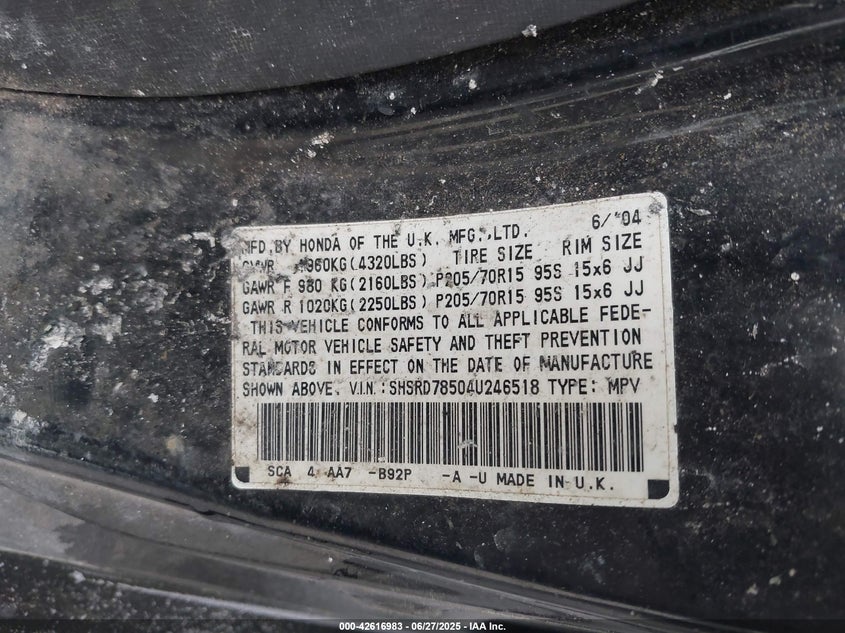 MFD. BY HONDA OF THE U.K. MFG., LTD. 6/'04
GVWR 1960KG(4320LBS) TIRE SIZE RIM SIZE
GAWR F 980 KG(2160LBS) P205/70R15 95S 15x6 JJ
GAWR R 1020KG(2250LBS) P205/70R15 95S 15x6 JJ
THIS VEHICLE CONFORMS TO ALL APPLICABLE FEDE-
RAL MOTOR VEHICLE SAFETY AND THEFT PREVENTION
STANDARDS IN EFFECT ON THE DATE OF MANUFACTURE
SHOWN ABOVE. V.I.N.: SHSRD78504U246518 TYPE: MPV
SCA 4 AA7 -B92P -A -U MADE IN U.K.
000-42616983 - 06/27/2025 - IAA Inc.